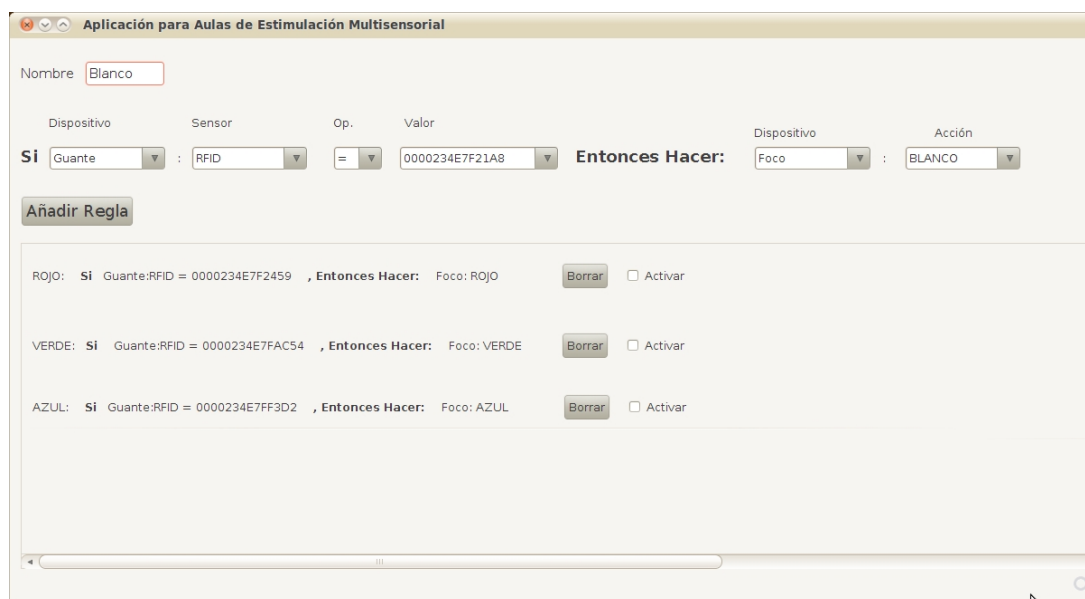 Aplicación para Aulas de Estimulación Multisensorial
Nombre Blanco
Dispositivo Sensor Op. Valor Dispositivo Acción
Si Guante : RFID = 0000234E7F21A8 Entonces Hacer: Foco : BLANCO
Añadir Regla
ROJO: Si Guante:RFID = 0000234E7F2459 , Entonces Hacer: Foco: ROJO Borrar Activar
VERDE: Si Guante:RFID = 0000234E7FAC54 , Entonces Hacer: Foco: VERDE Borrar Activar
AZUL: Si Guante:RFID = 0000234E7FF3D2 , Entonces Hacer: Foco: AZUL Borrar Activar